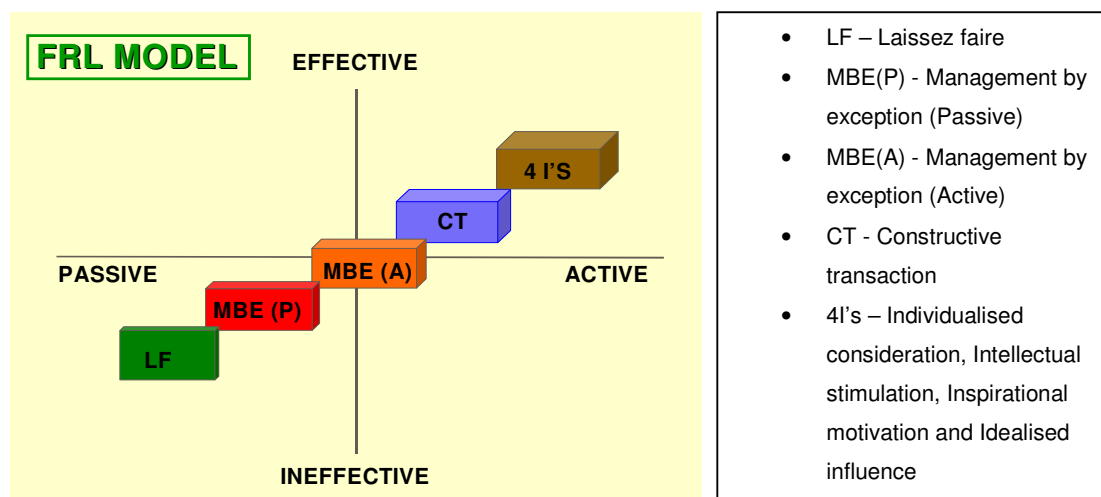 FRL MODEL
EFFECTIVE
4 I'S
CT
PASSIVE
MBE (A)
ACTIVE
MBE (P)
LF
INEFFECTIVE
• LF – Laissez faire
• MBE(P) - Management by
exception (Passive)
• MBE(A) - Management by
exception (Active)
• CT - Constructive
transaction
• 4I's – Individualised
consideration, Intellectual
stimulation, Inspirational
motivation and Idealised
influence